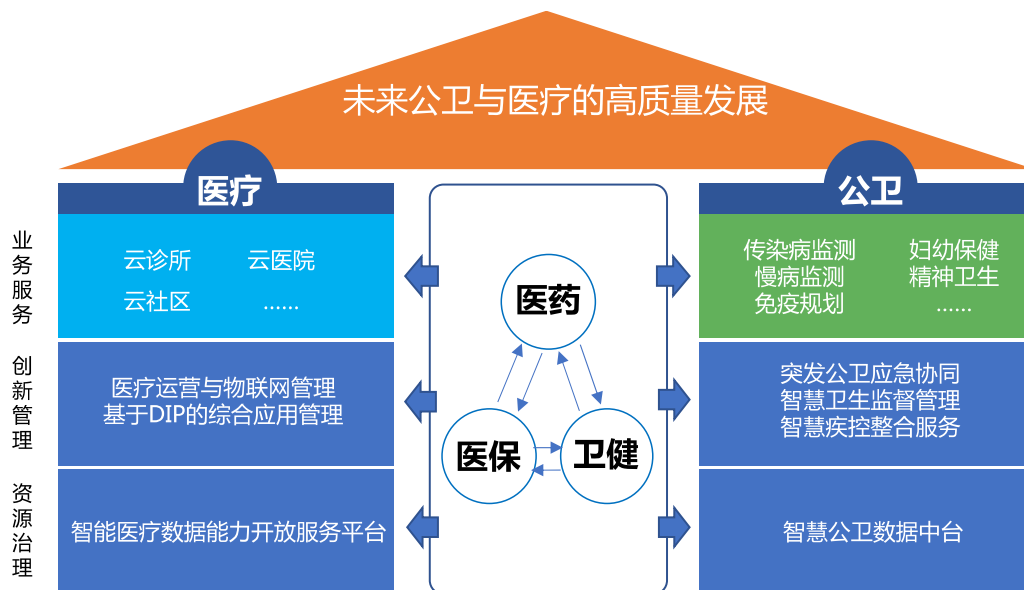 未来公卫与医疗的高质量发展
医疗
公卫
业务服务
云诊所 云医院
云社区 ……
传染病监测
慢病监测
免疫规划
妇幼保健
精神卫生
……
医药
医保
卫健
创新管理
医疗运营与物联网管理
基于DIP的综合应用管理
突发公卫应急协同
智慧卫生监督管理
智慧疾控整合服务
资源治理
智能医疗数据能力开放服务平台
智慧公卫数据中台